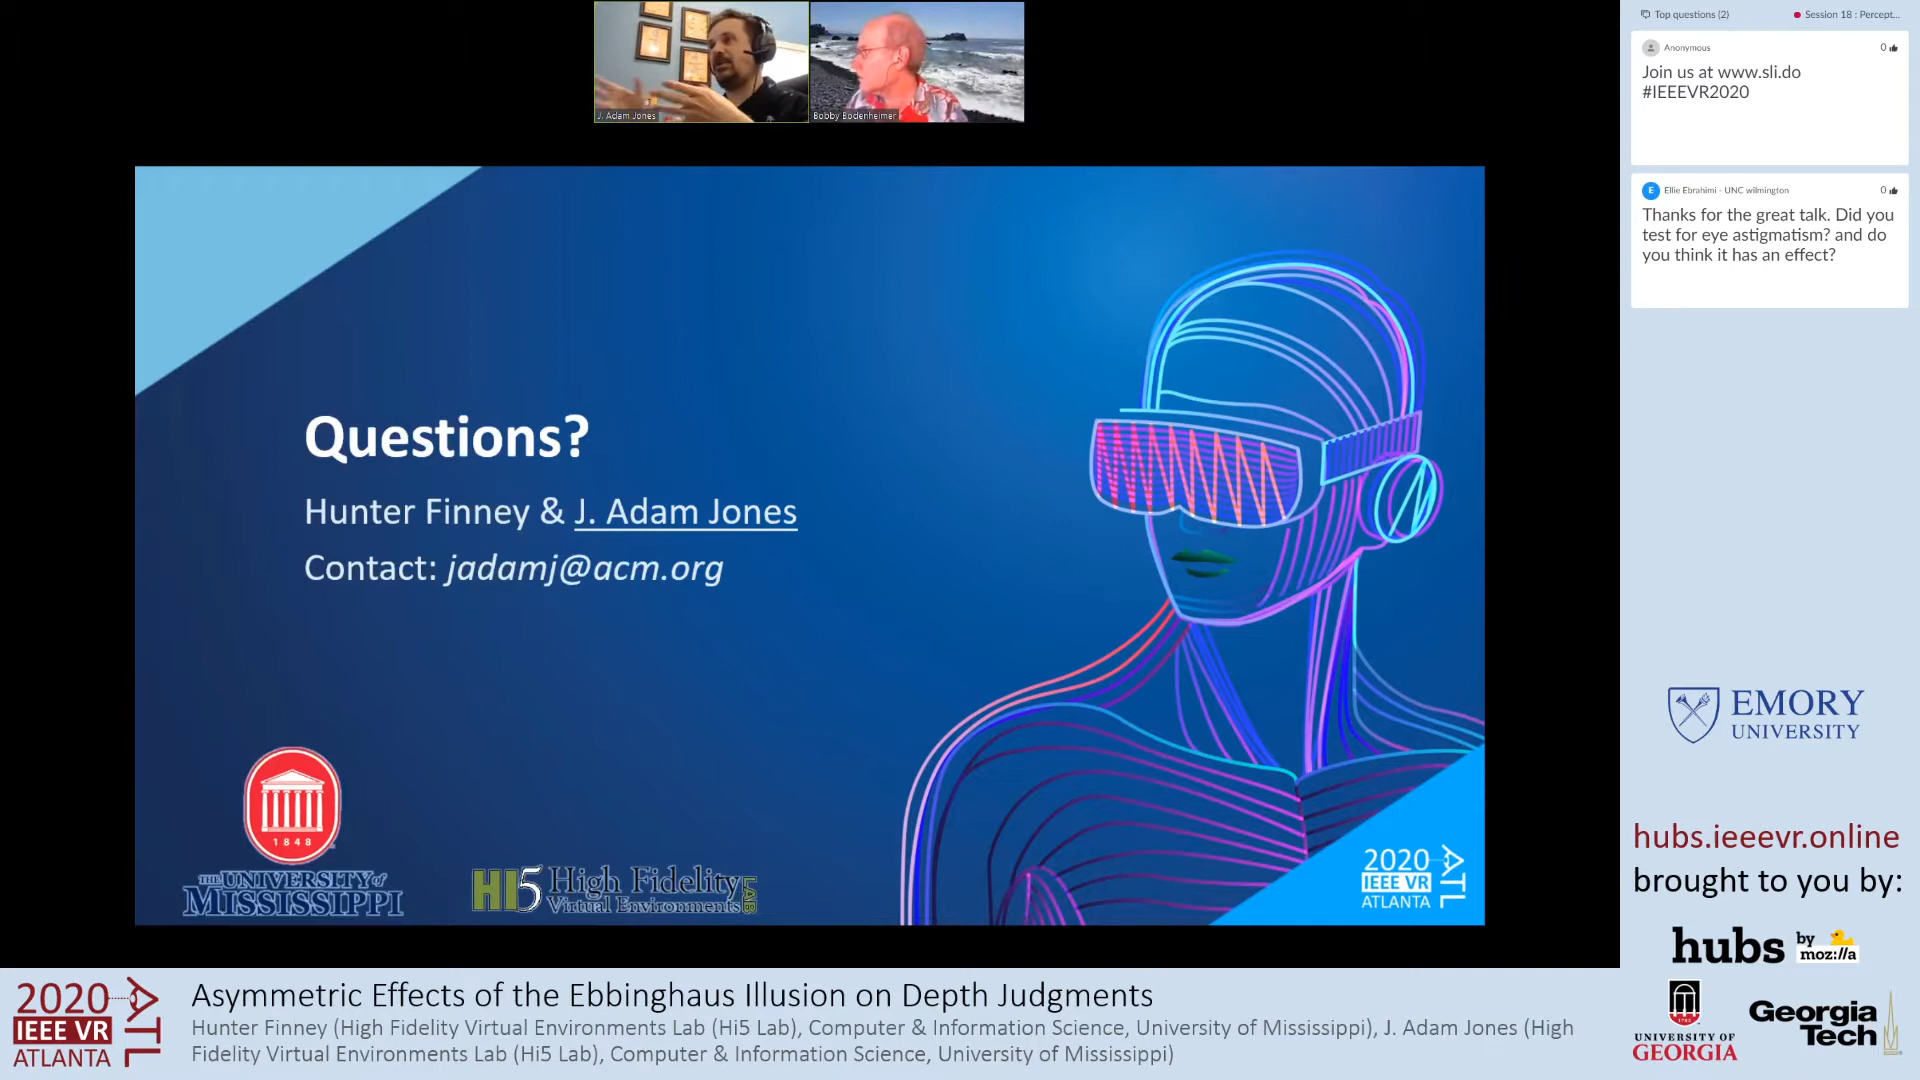 J. Adam Jones
Bobby Bodenheimer
Top questions (2)
Session 18 : Percept...
Anonymous
0
Join us at www.sli.do
#IEEEVR2020
E
Ellie Ebrahimi - UNC wilmington
0
Thanks for the great talk. Did you
test for eye astigmatism? and do
you think it has an effect?
Questions?
Hunter Finney & J. Adam Jones
Contact: jadamj@acm.org
1848
THE UNIVERSITY of
MISSISSIPPI
HI5 High Fidelity
Virtual Environments LAB
2020
IEEE VR
ATLANTA
ATL
EMORY
UNIVERSITY
hubs.ieeevr.online
brought to you by:
hubs by
moz://a
UNIVERSITY OF
GEORGIA
Georgia
Tech
2020
IEEE VR
ATLANTA
ATL
Asymmetric Effects of the Ebbinghaus Illusion on Depth Judgments
Hunter Finney (High Fidelity Virtual Environments Lab (Hi5 Lab), Computer & Information Science, University of Mississippi), J. Adam Jones (High
Fidelity Virtual Environments Lab (Hi5 Lab), Computer & Information Science, University of Mississippi)